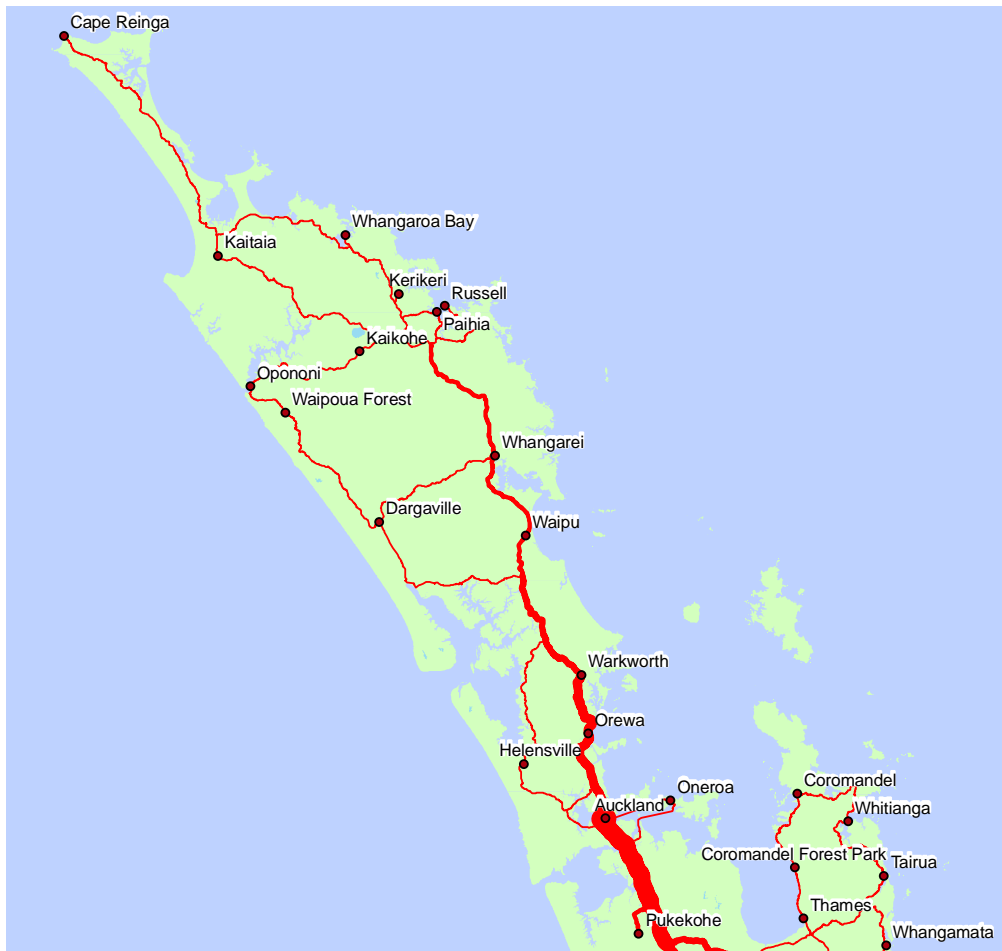 Cape Reinga
Whangaroa Bay
Kaitaia
Kerikeri
Russell
Paihia
Kaikohe
Opononi
Waipoua Forest
Whangarei
Dargaville
Waipu
Warkworth
Orewa
Helensville
Oneroa
Coromandel
Auckland
Whitianga
Coromandel Forest Park
Tairua
Thames
Pukekohe
Whangamata